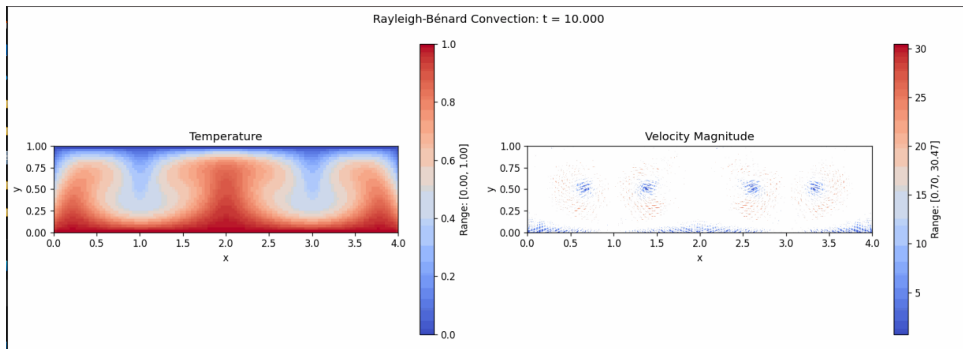 Rayleigh-Bénard Convection: t = 10.000
Temperature
y
1.00
0.75
0.50
0.25
0.00
0.0 0.5 1.0 1.5 2.0 2.5 3.0 3.5 4.0
x
1.0
0.8
0.6
0.4
0.2
0.0
Range: [0.00, 1.00]
Velocity Magnitude
y
1.00
0.75
0.50
0.25
0.00
0.0 0.5 1.0 1.5 2.0 2.5 3.0 3.5 4.0
x
30
25
20
15
10
5
Range: [0.70, 30.47]